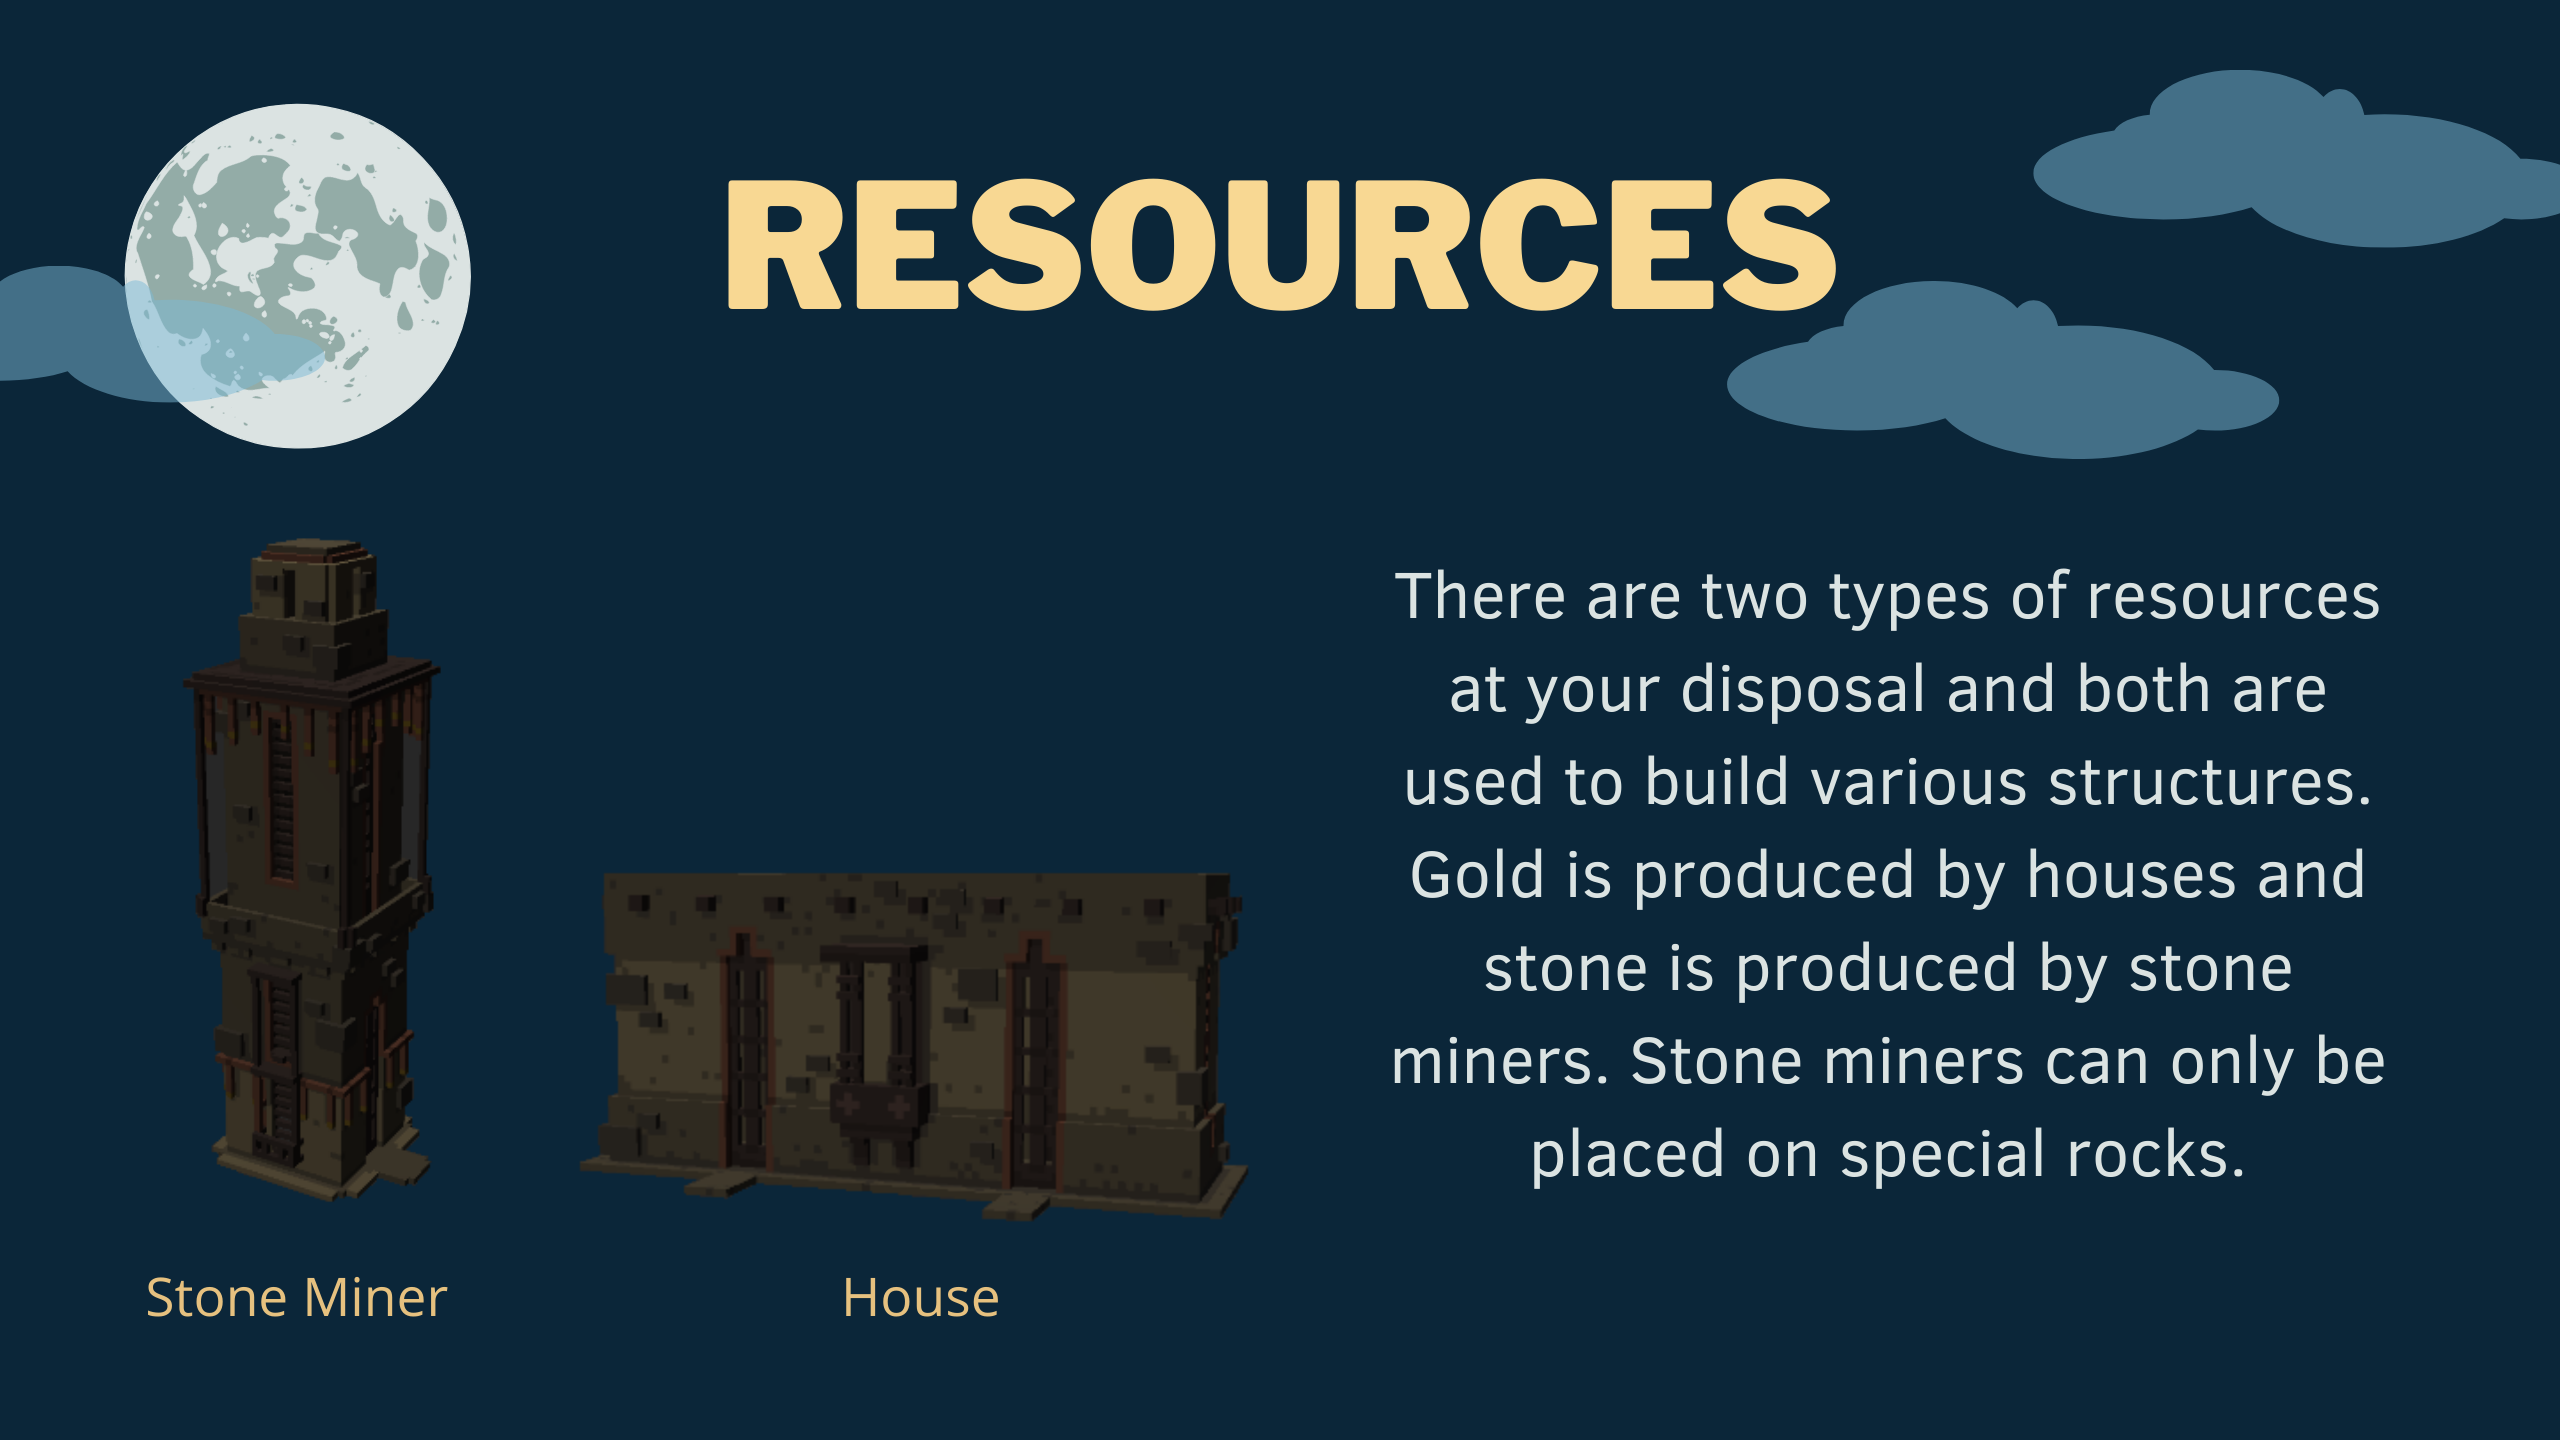 RESOURCES
There are two types of resources
at your disposal and both are
used to build various structures.
Gold is produced by houses and
stone is produced by stone
miners. Stone miners can only be
placed on special rocks.
Stone Miner
House